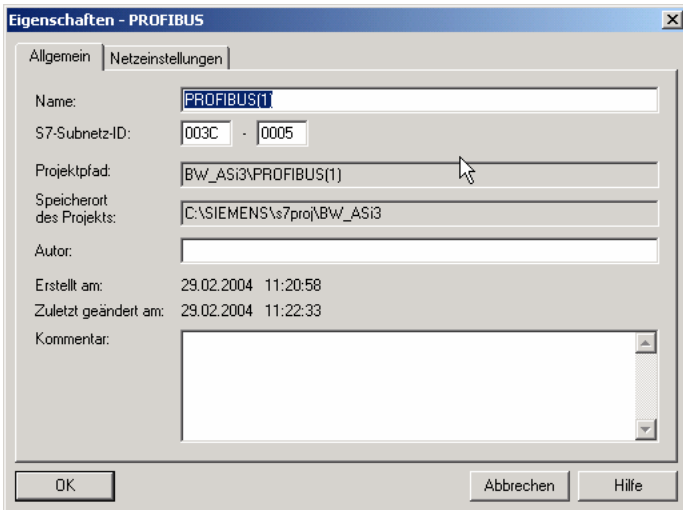 Eigenschaften - PROFIBUS
Allgemein Netzeinstellungen
Name: PROFIBUS(1)
S7-Subnetz-ID: 003C - 0005
Projektpfad: BW_ASi3\PROFIBUS(1)
Speicherort
des Projekts: C:\SIEMENS\s7proj\BW_ASi3
Autor:
Erstellt am: 29.02.2004 11:20:58
Zuletzt geändert am: 29.02.2004 11:22:33
Kommentar:
OK Abbrechen Hilfe